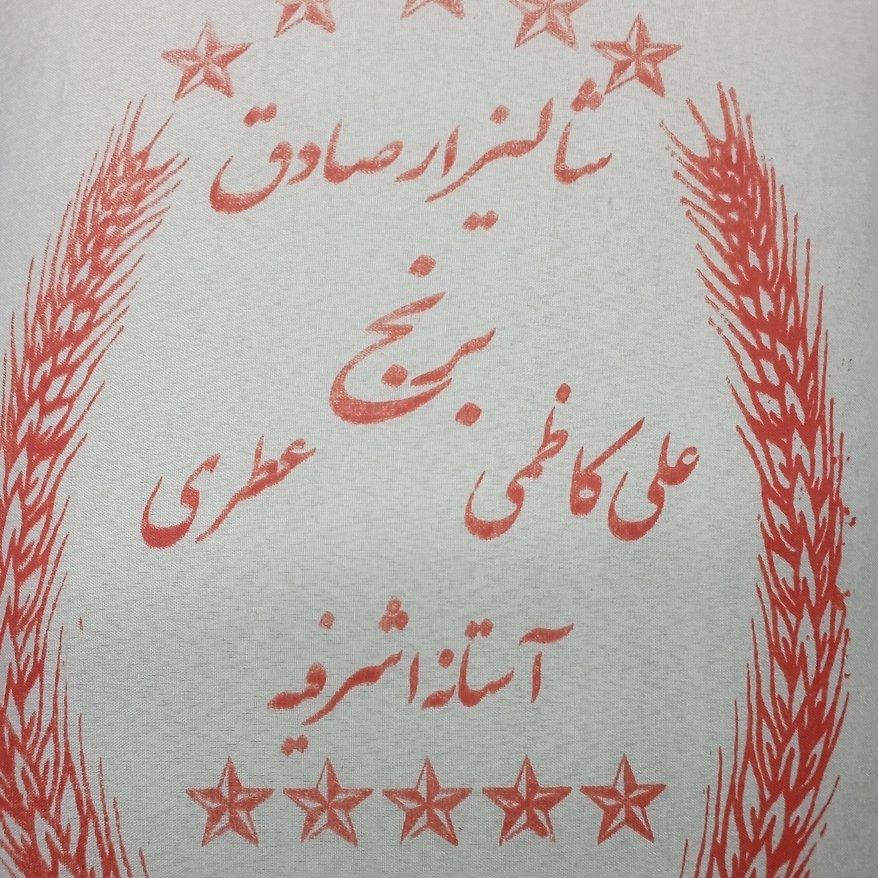 شالیزار صادق
برنج
علی کاظمی عطری
آستانه اشرفیه